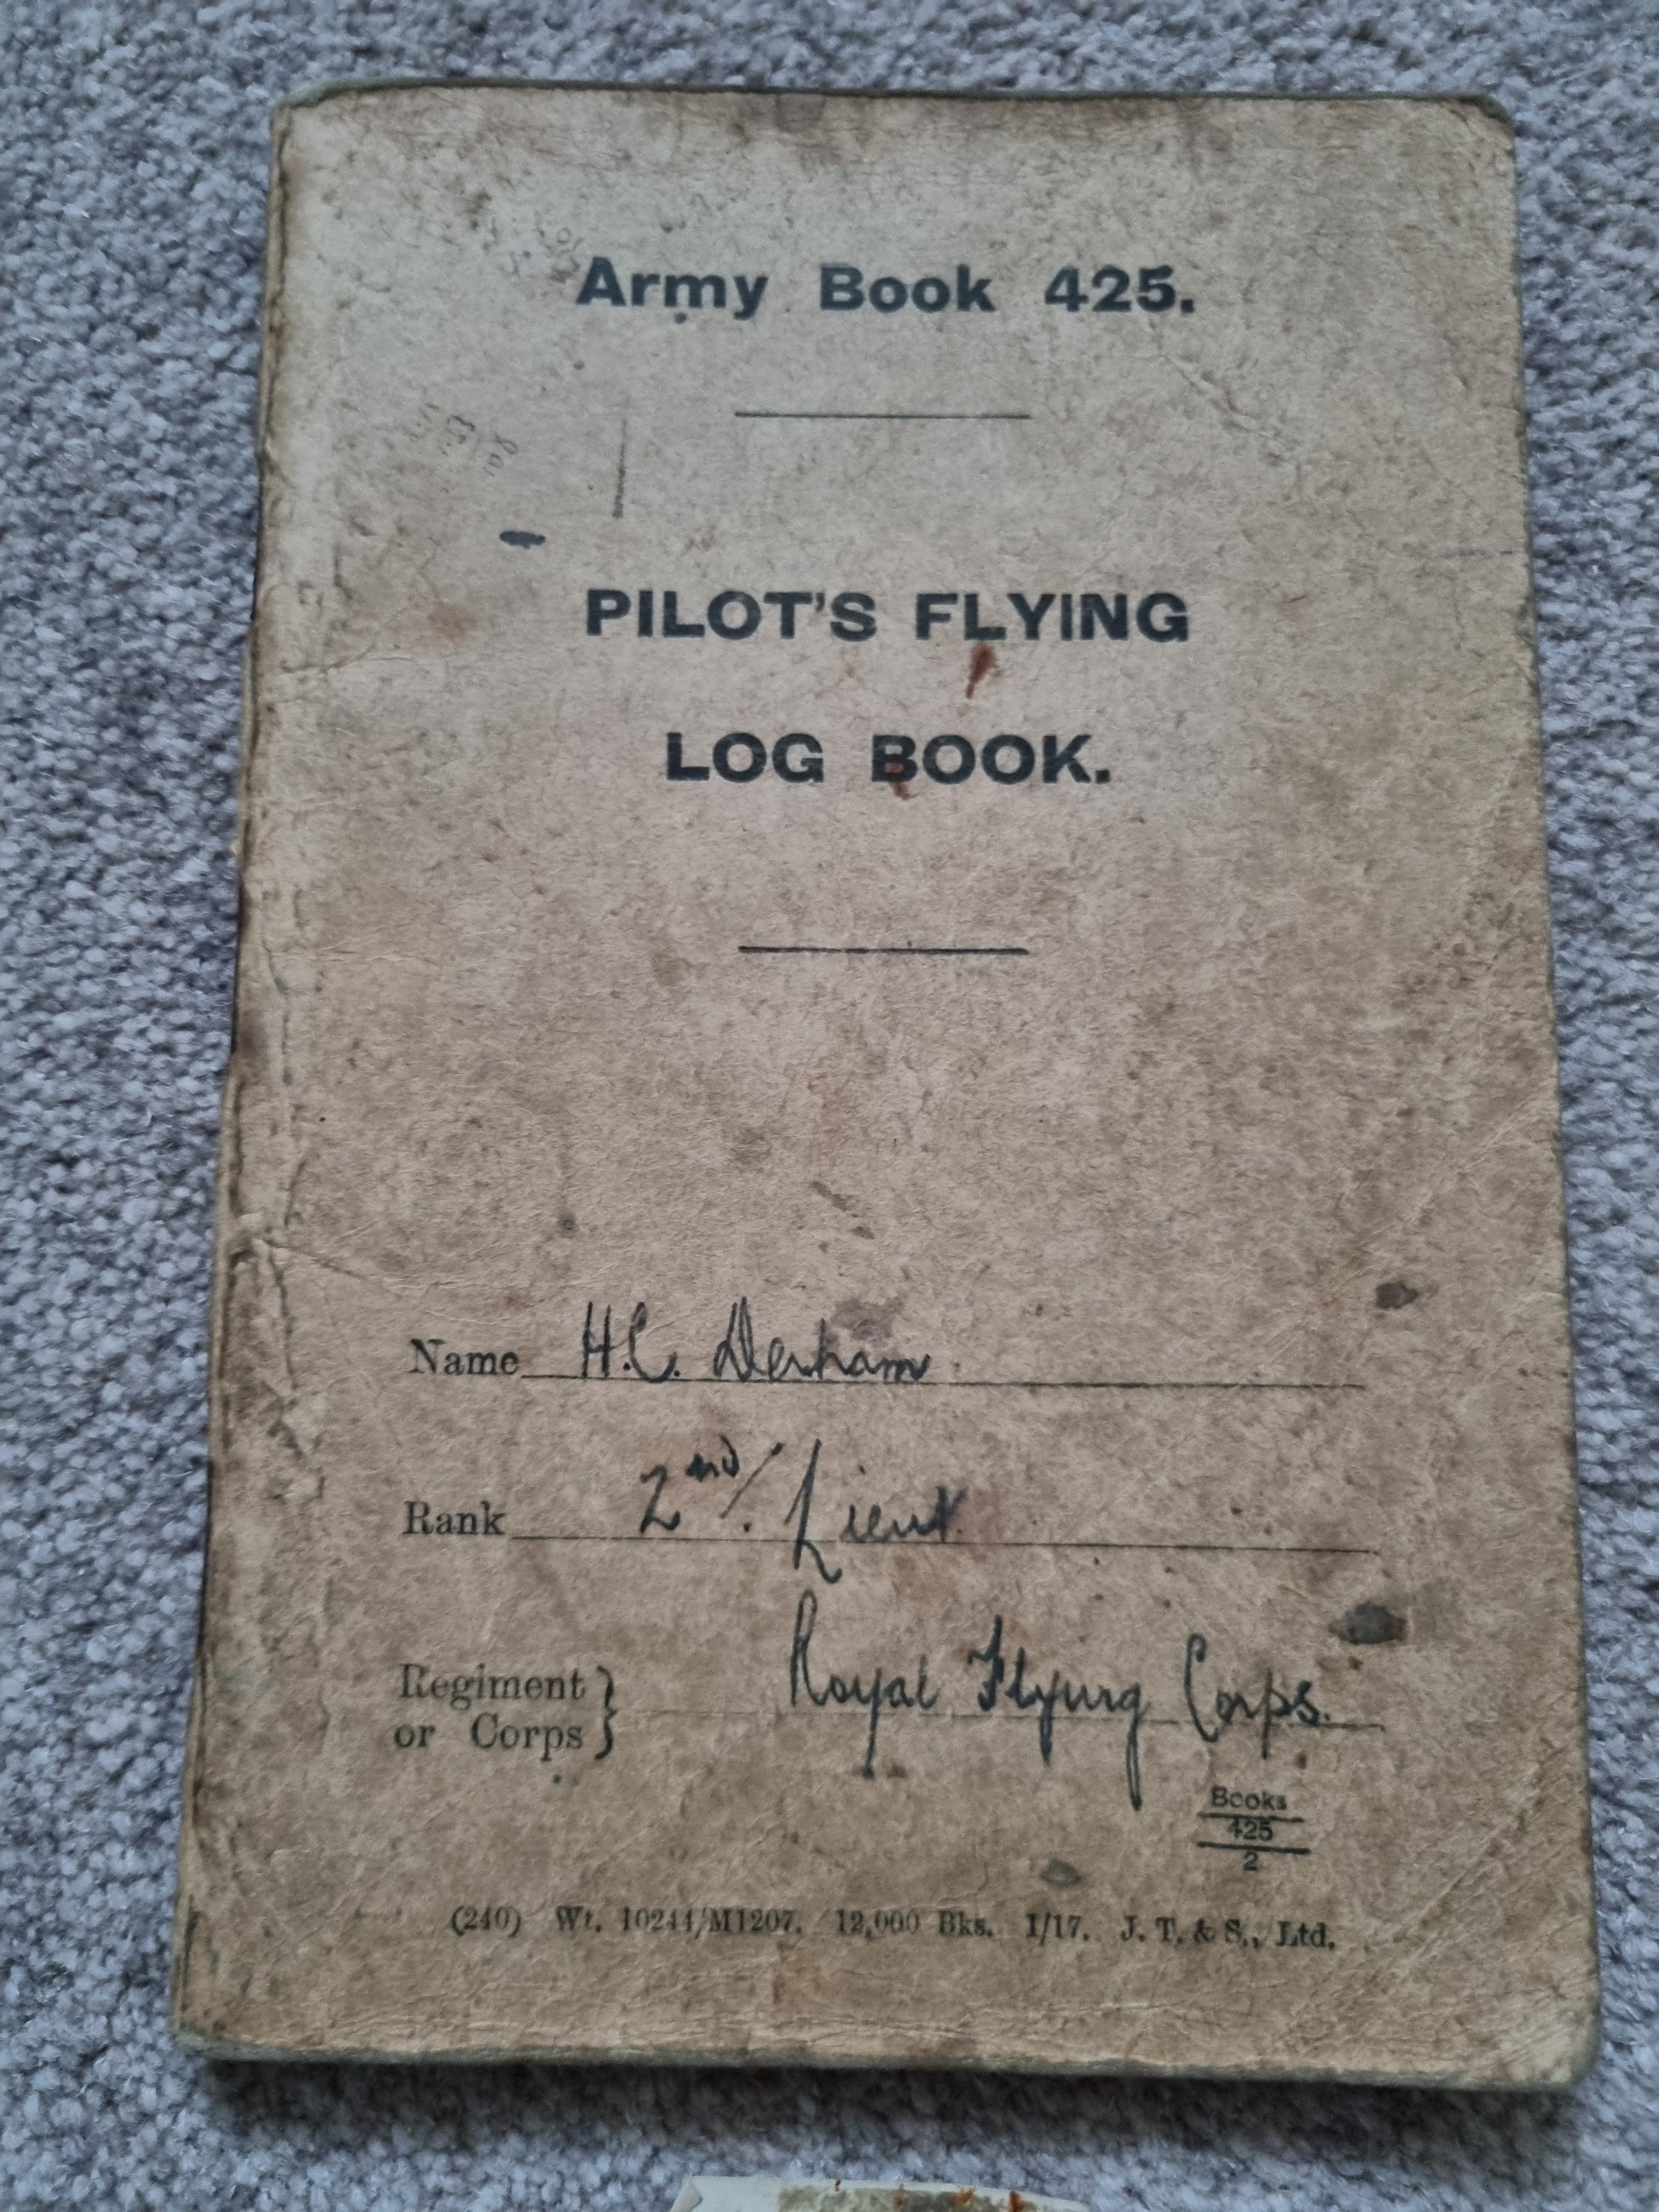 Army Book 425.
PILOT'S FLYING
LOG BOOK.
Name H.C. Derham
Rank 2nd/. Lieut.
Regiment or Corps } Royal Flying Corps.
Books
425
2
(240) Wt. 10244/M1207. 12,000 Bks. 1/17. J. T. & S., Ltd.